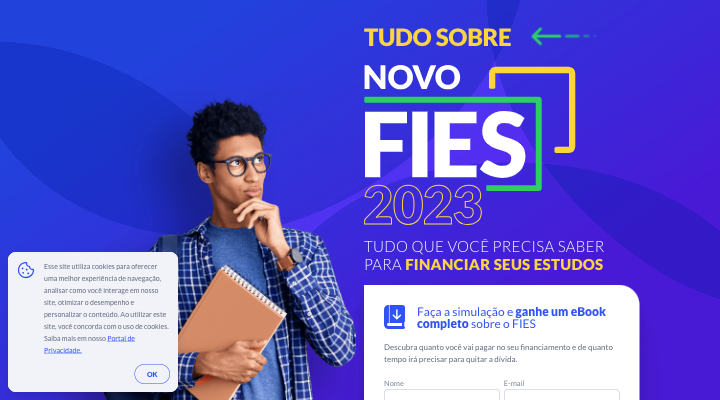 TUDO SOBRE
NOVO
FIES
2023
TUDO QUE VOCÊ PRECISA SABER
PARA FINANCIAR SEUS ESTUDOS
Faça a simulação e ganhe um eBook
completo sobre o FIES
Descubra quanto você vai pagar no seu financiamento e de quanto
tempo irá precisar para quitar a dívida.
Nome
E-mail
Esse site utiliza cookies para oferecer
uma melhor experiência de navegação,
analisar como você interage em nosso
site, otimizar o desempenho e
personalizar o conteúdo. Ao utilizar este
site, você concorda com o uso de cookies.
Saiba mais em nosso Portal de
Privacidade.
OK